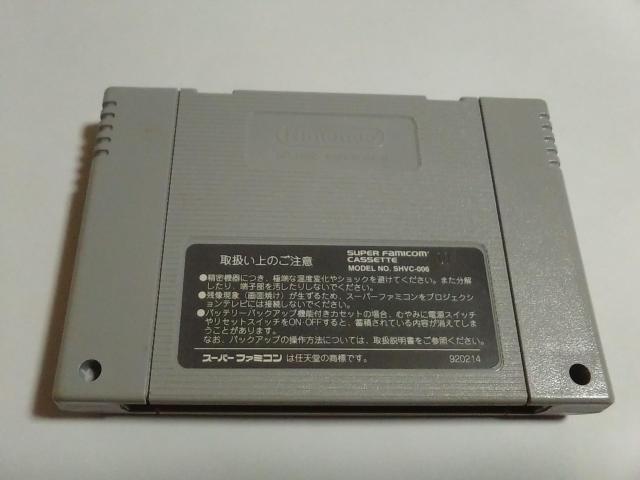 Nintendo
取扱い上のご注意
SUPER FAMICOM
CASSETTE
MODEL NO. SHVC-006
●精密機器につき、極端な温度変化やショックを避けてください。また分解
したり、端子部を汚したりしないでください。
●残像現象(画面焼け)が生ずるため、スーパーファミコンをプロジェクショ
ンテレビには接続しないでください。
●バッテリーバックアップ機能付きカセットの場合、むやみに電源スイッチ
やリセットスイッチをON・OFFすると、蓄積されている内容が消えてしま
うことがあります。
なお、バックアップの操作方法については、取扱説明書をご参照ください。
スーパーファミコン は任天堂の商標です。
920214